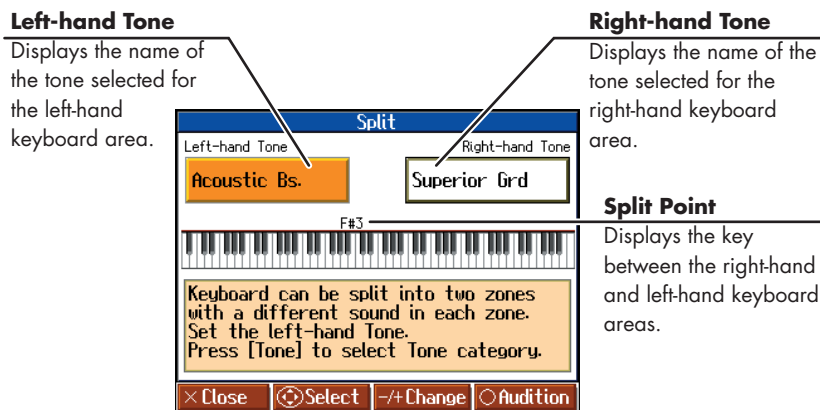 Left-hand Tone
Displays the name of
the tone selected for
the left-hand
keyboard area.
Right-hand Tone
Displays the name of the
tone selected for the
right-hand keyboard
area.
Split
Left-hand Tone
Right-hand Tone
Acoustic Bs.
Superior Grd
F#3
Split Point
Displays the key
between the right-hand
and left-hand keyboard
areas.
Keyboard can be split into two zones
with a different sound in each zone.
Set the left-hand Tone.
Press [Tone] to select Tone category.
×Close Select -/+Change ○Audition